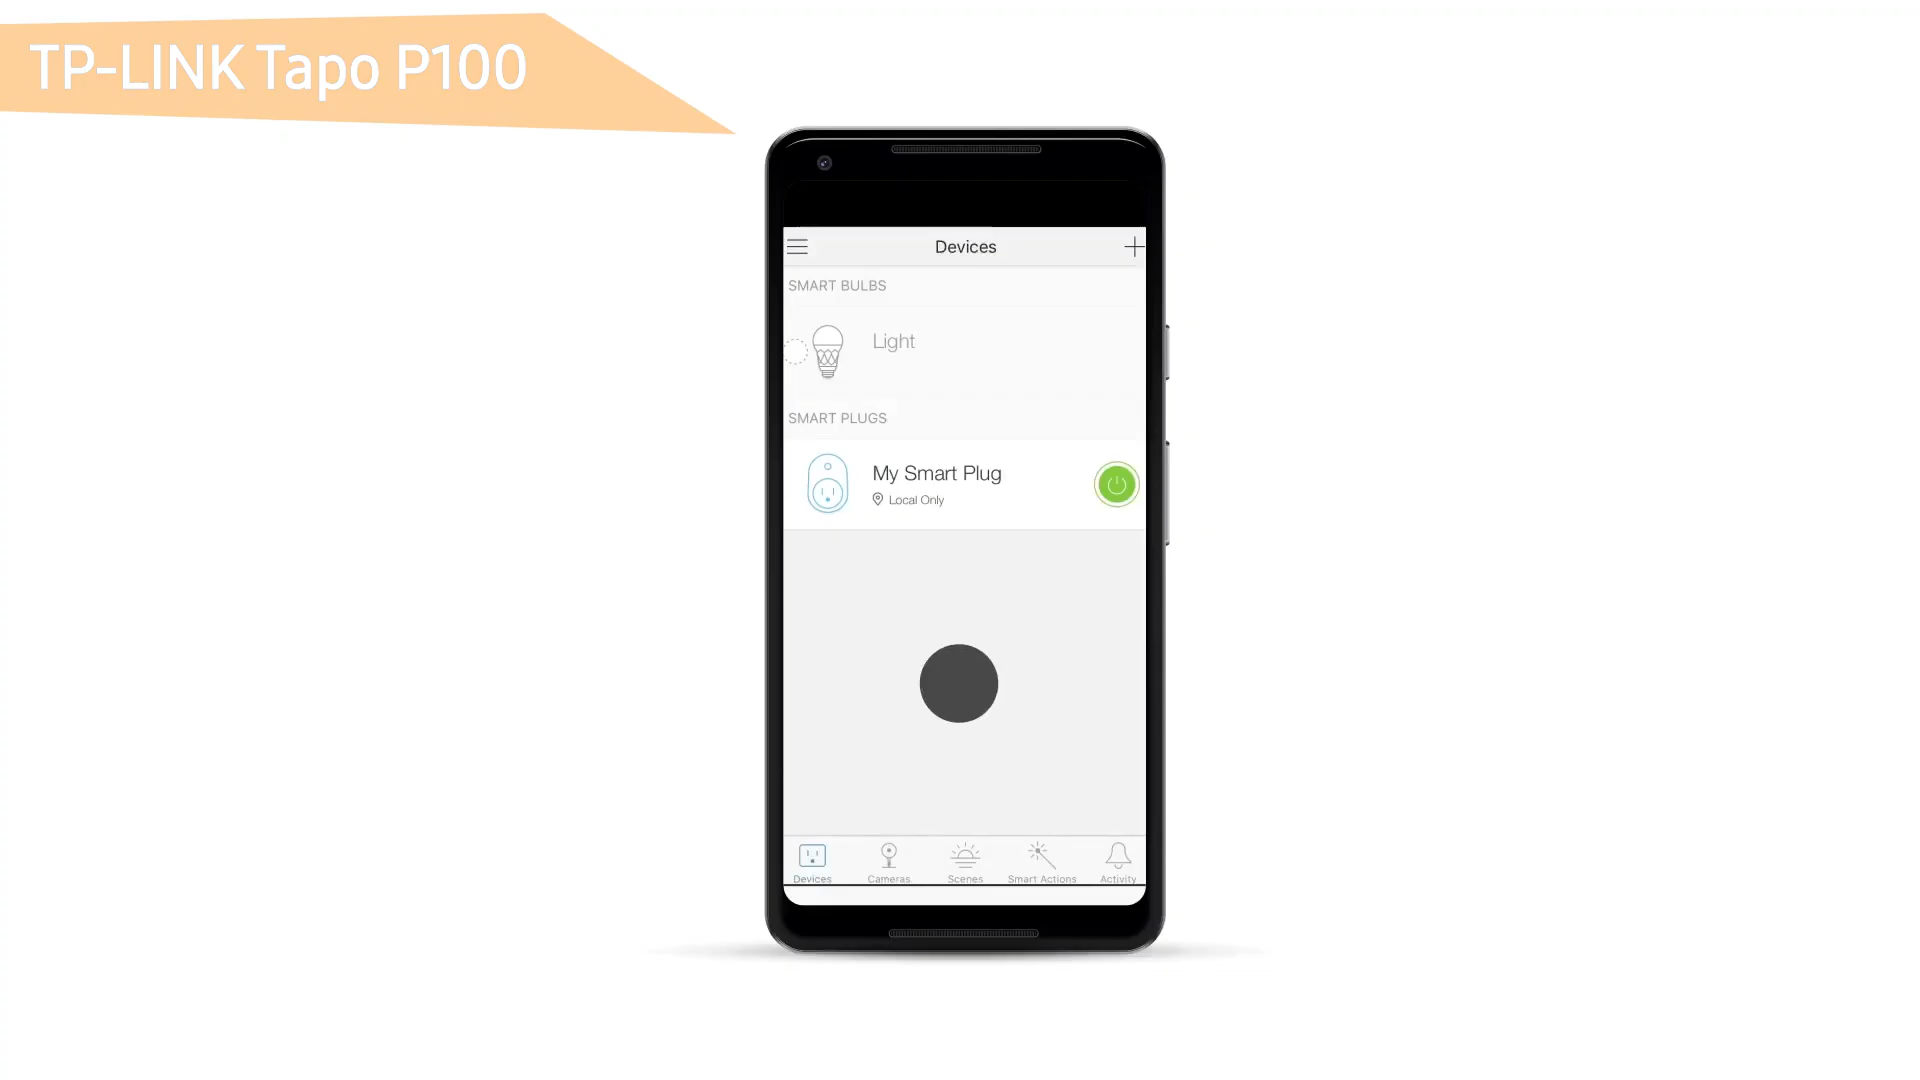 TP-LINK Tapo P100
Devices
SMART BULBS
Light
SMART PLUGS
My Smart Plug
Local Only
Devices
Cameras
Scenes
Smart Actions
Activity